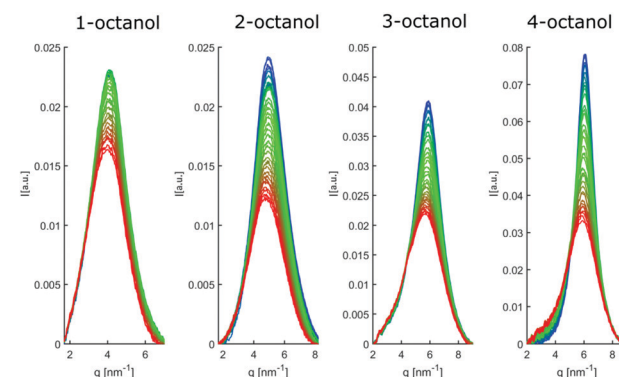 1-octanol 2-octanol 3-octanol 4-octanol
0.025 0.025 0.05 0.08
0.045 0.07
0.02 0.02 0.04 0.06
0.035
0.015 0.015 0.03 0.05
I[a.u.] I[a.u.] I[a.u.] I[a.u.]
0.025 0.04
0.01 0.01 0.02 0.03
0.015
0.005 0.005 0.01 0.02
0.005 0.01
0 0 0 0
2 4 6 2 4 6 8 2 4 6 8 2 4 6 8
q [nm⁻¹] q [nm⁻¹] q [nm⁻¹] q [nm⁻¹]